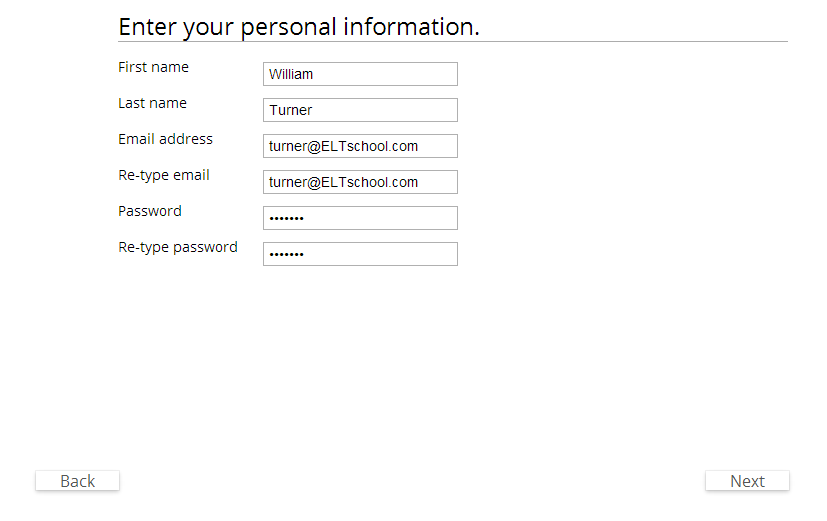 Enter your personal information.
First name William
Last name Turner
Email address turner@ELTschool.com
Re-type email turner@ELTschool.com
Password •••••••
Re-type password •••••••
Back Next